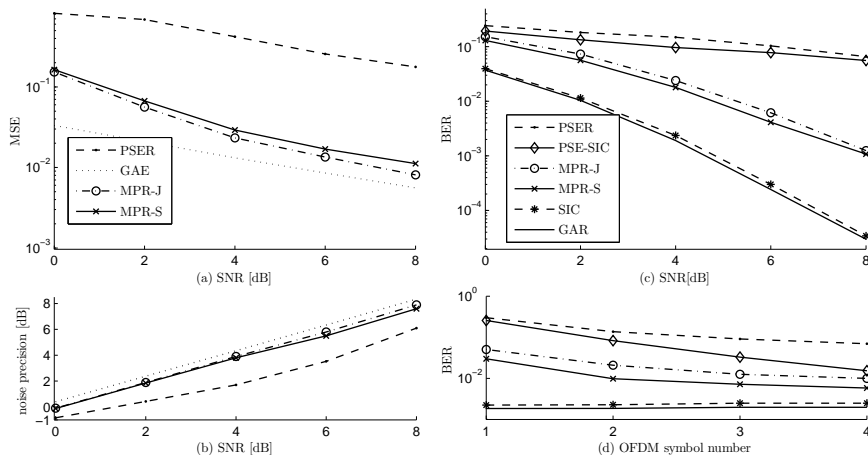 10^-1
10^-2
10^-3
MSE
PSER
GAE
MPR-J
MPR-S
0 2 4 6 8
(a) SNR [dB]
8
6
4
2
0
−1
noise precision [dB]
0 2 4 6 8
(b) SNR [dB]
10^-1
10^-2
10^-3
10^-4
BER
PSER
PSE-SIC
MPR-J
MPR-S
SIC
GAR
0 2 4 6 8
(c) SNR[dB]
10^0
10^-2
BER
1 2 3 4
(d) OFDM symbol number